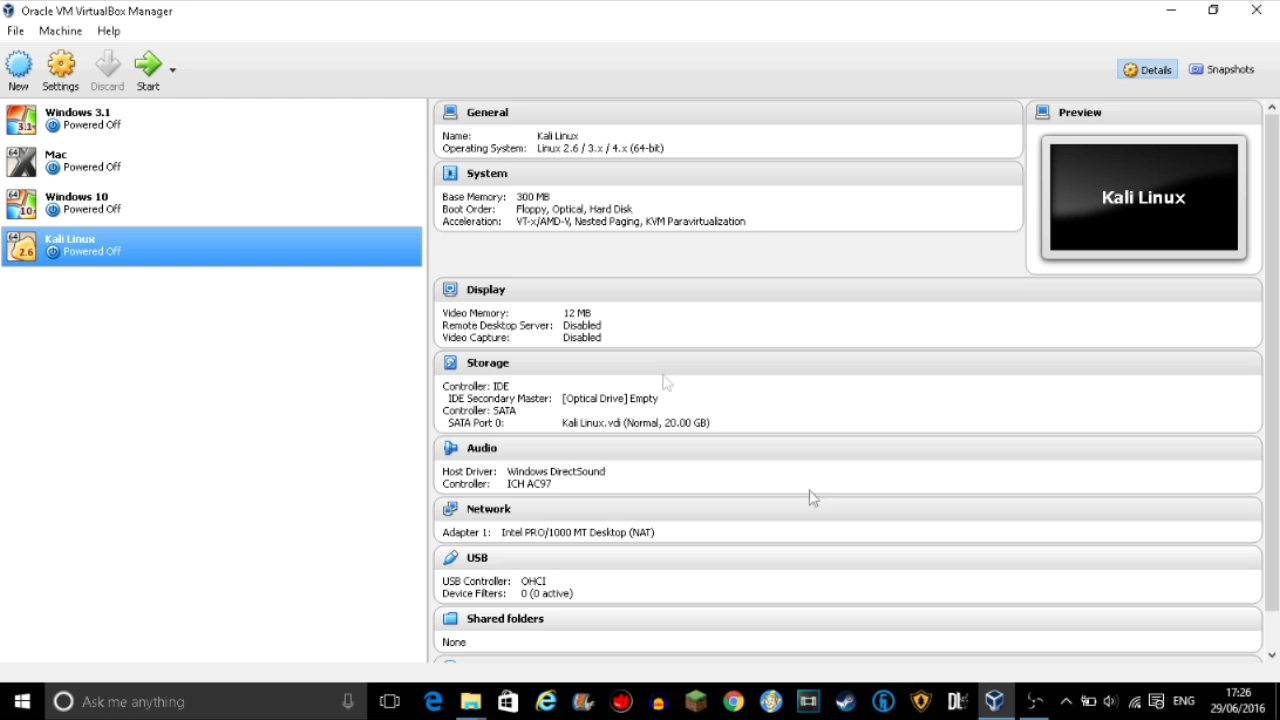 Oracle VM VirtualBox Manager
File Machine Help
New Settings Discard Start
Details Snapshots
Windows 3.1
Powered Off
Mac
Powered Off
Windows 10
Powered Off
Kali Linux
Powered Off
General
Name: Kali Linux
Operating System: Linux 2.6 / 3.x / 4.x (64-bit)
System
Base Memory: 300 MB
Boot Order: Floppy, Optical, Hard Disk
Acceleration: VT-x/AMD-V, Nested Paging, KVM Paravirtualization
Preview
Kali Linux
Display
Video Memory: 12 MB
Remote Desktop Server: Disabled
Video Capture: Disabled
Storage
Controller: IDE
IDE Secondary Master: [Optical Drive] Empty
Controller: SATA
SATA Port 0: Kali Linux.vdi (Normal, 20.00 GB)
Audio
Host Driver: Windows DirectSound
Controller: ICH AC97
Network
Adapter 1: Intel PRO/1000 MT Desktop (NAT)
USB
USB Controller: OHCI
Device Filters: 0 (0 active)
Shared folders
None
Ask me anything
ENG
17:26
29/06/2016